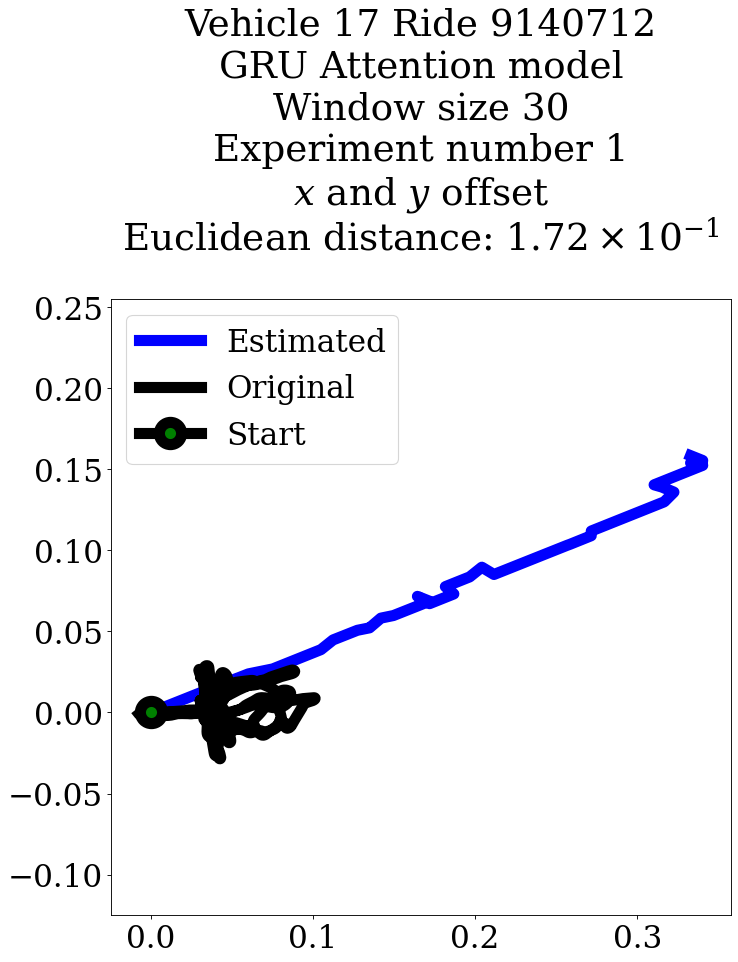 Vehicle 17 Ride 9140712
GRU Attention model
Window size 30
Experiment number 1
x and y offset
Euclidean distance: 1.72 × 10⁻¹
Estimated
Original
Start
0.25
0.20
0.15
0.10
0.05
0.00
−0.05
−0.10
0.0 0.1 0.2 0.3